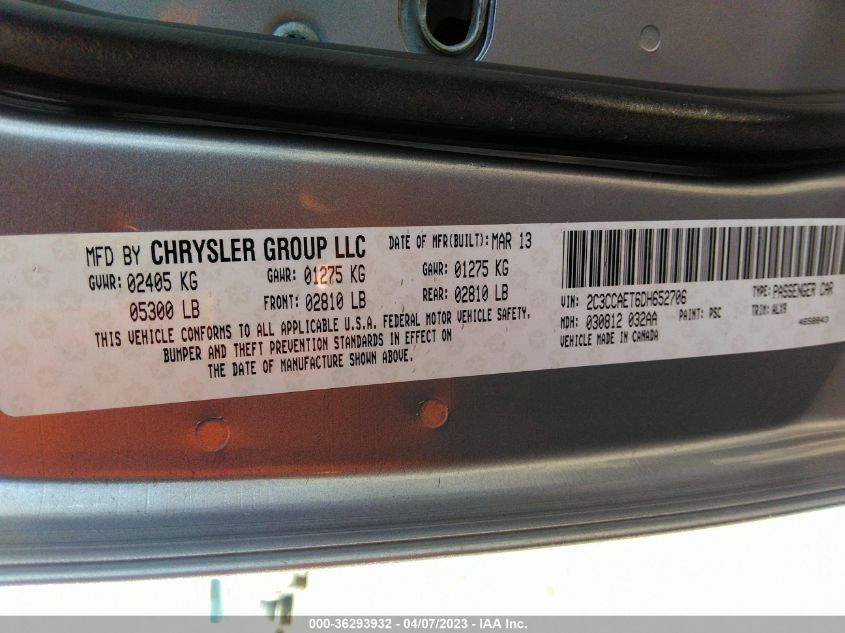 MFD BY CHRYSLER GROUP LLC DATE OF MFR(BUILT): MAR 13
GVWR: 02405 KG GAWR: 01275 KG GAWR: 01275 KG
05300 LB FRONT: 02810 LB REAR: 02810 LB
THIS VEHICLE CONFORMS TO ALL APPLICABLE U.S.A. FEDERAL MOTOR VEHICLE SAFETY,
BUMPER AND THEFT PREVENTION STANDARDS IN EFFECT ON
THE DATE OF MANUFACTURE SHOWN ABOVE.
VIN: 2C3CCAET6DH652706 TYPE: PASSENGER CAR
MDH: 030812 032AA PAINT: PSC TRIM: ALX9
VEHICLE MADE IN CANADA 4658843
000-36293932 - 04/07/2023 - IAA Inc.